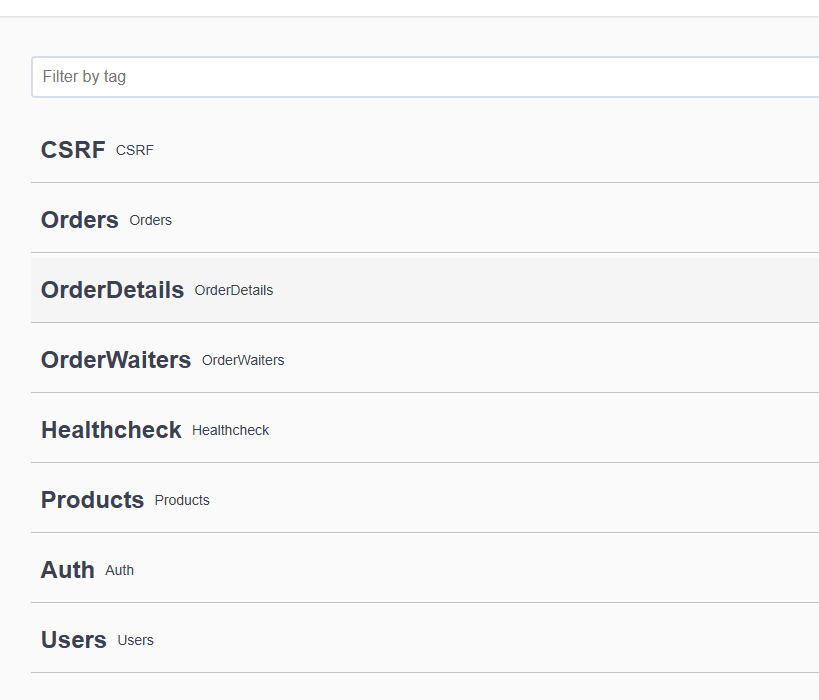 Filter by tag
CSRF CSRF
Orders Orders
OrderDetails OrderDetails
OrderWaiters OrderWaiters
Healthcheck Healthcheck
Products Products
Auth Auth
Users Users